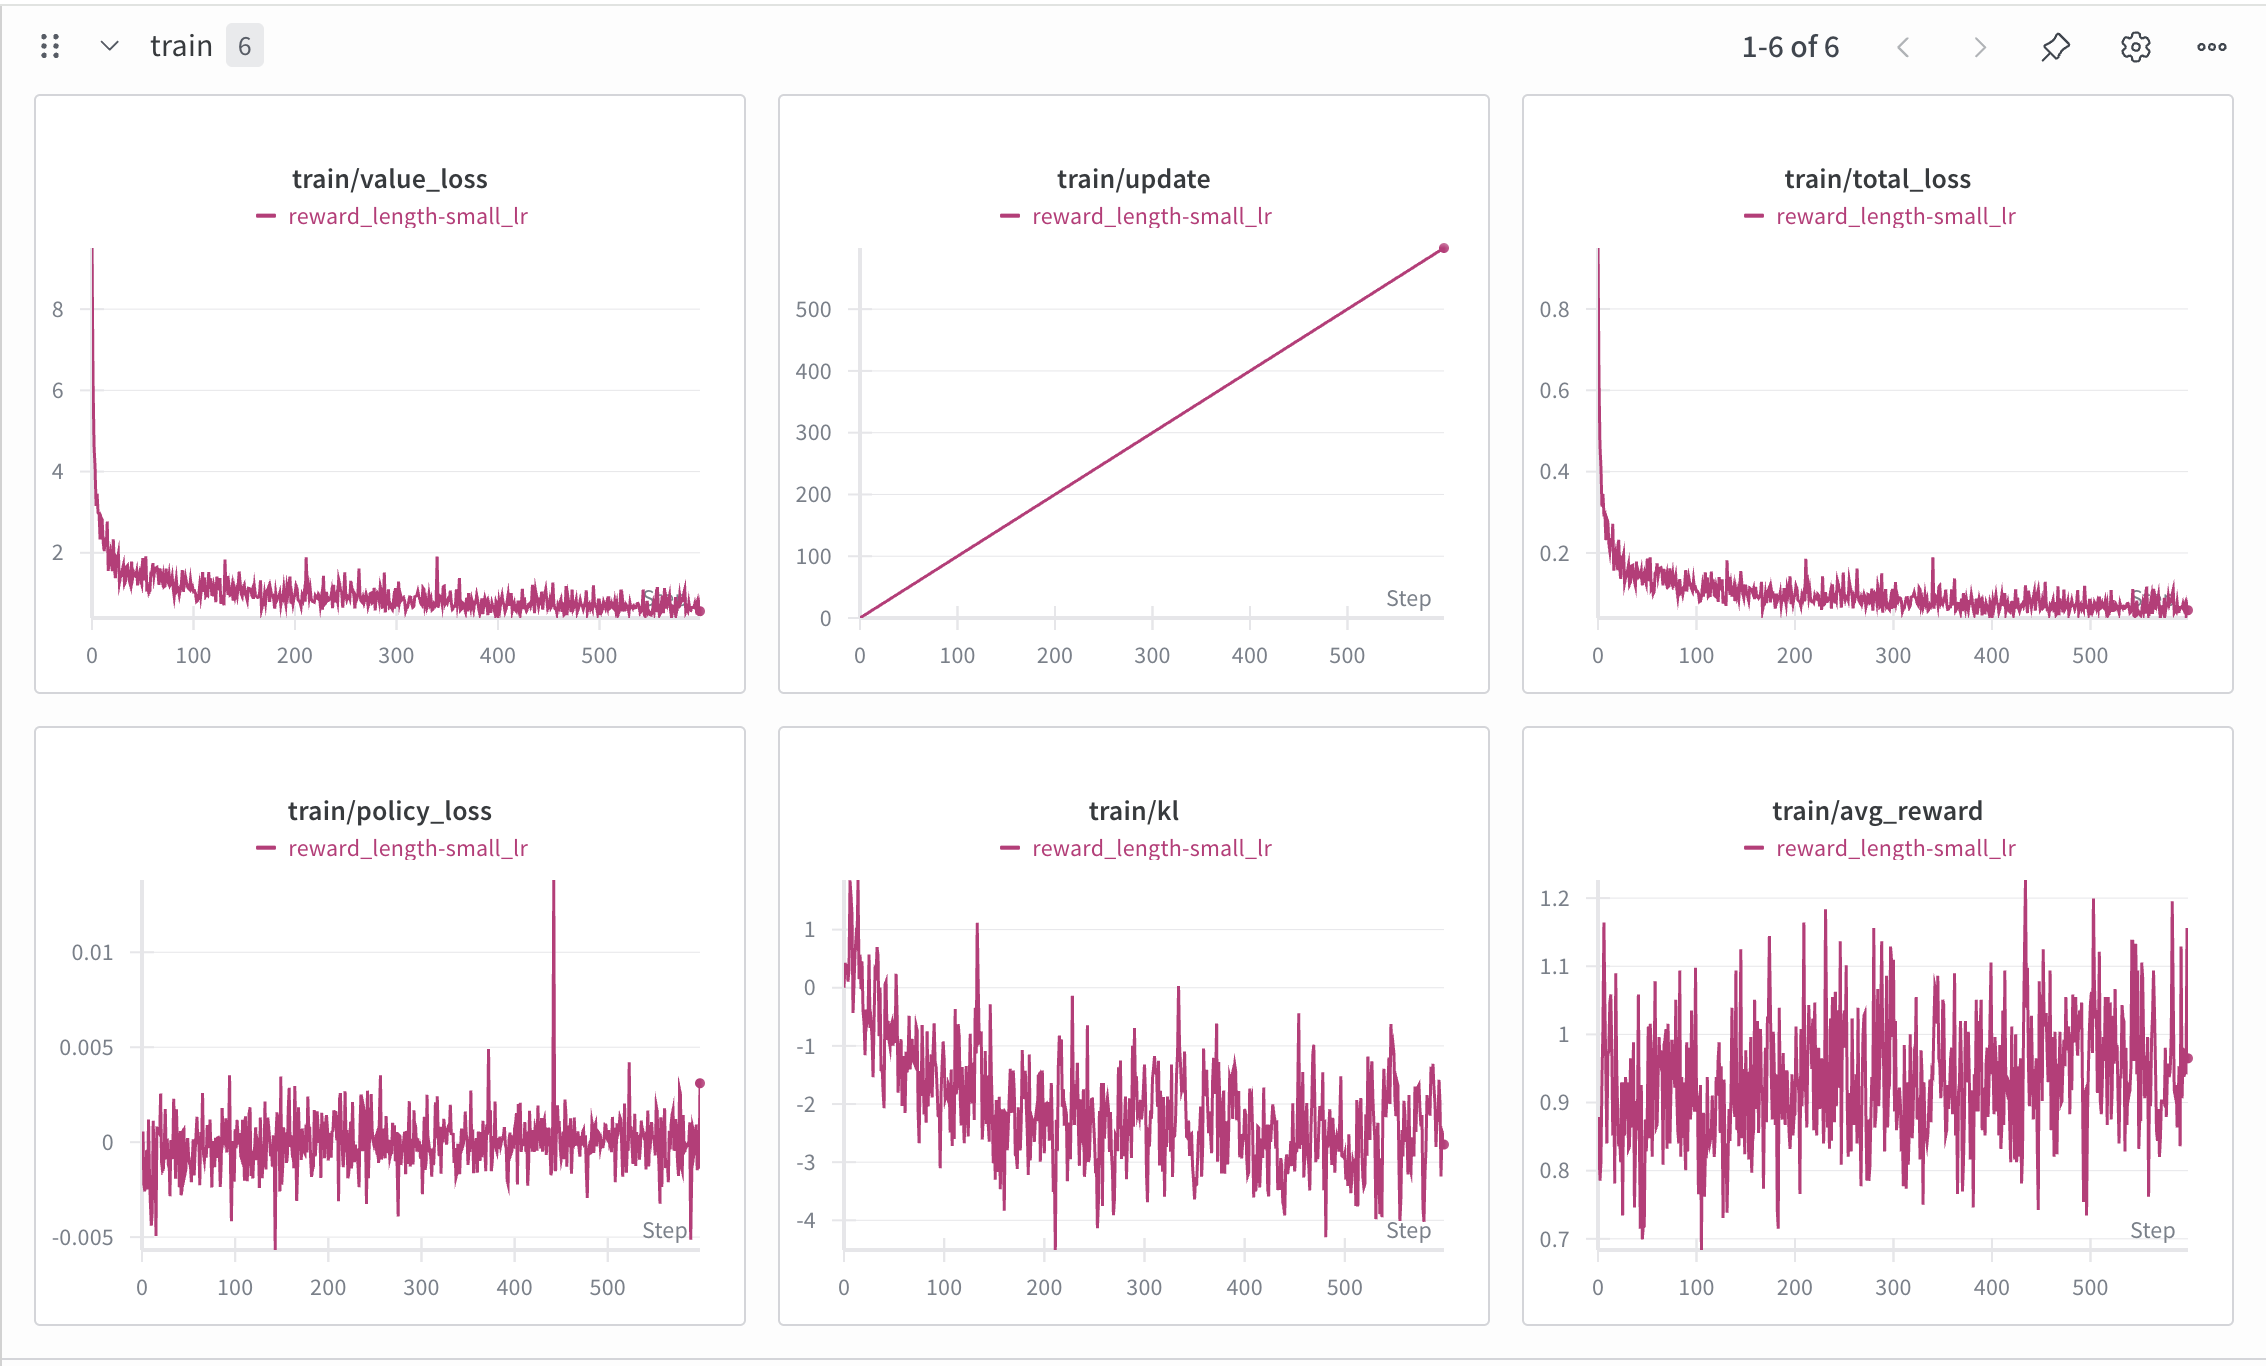 train 6
1-6 of 6
train/value_loss
reward_length-small_lr
8
6
4
2
Step
0 100 200 300 400 500
train/update
reward_length-small_lr
500
400
300
200
100
0
Step
0 100 200 300 400 500
train/total_loss
reward_length-small_lr
0.8
0.6
0.4
0.2
Step
0 100 200 300 400 500
train/policy_loss
reward_length-small_lr
0.01
0.005
0
-0.005
Step
0 100 200 300 400 500
train/kl
reward_length-small_lr
1
0
-1
-2
-3
-4
Step
0 100 200 300 400 500
train/avg_reward
reward_length-small_lr
1.2
1.1
1
0.9
0.8
0.7
Step
0 100 200 300 400 500